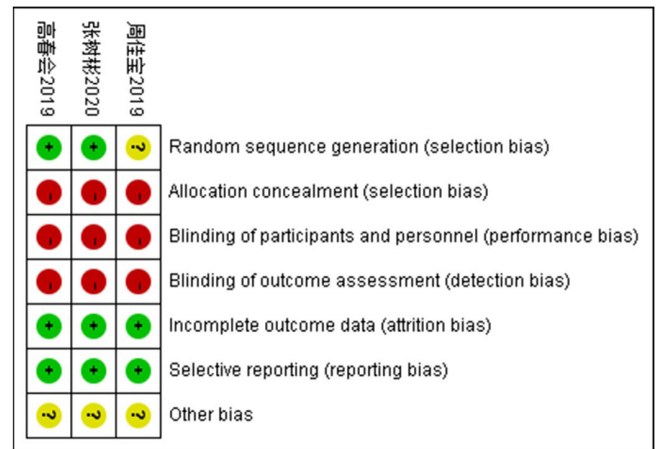 高春会2019
张树彬2020
周佳宝2019
+ + ? Random sequence generation (selection bias)
- - - Allocation concealment (selection bias)
- - - Blinding of participants and personnel (performance bias)
- - - Blinding of outcome assessment (detection bias)
+ + + Incomplete outcome data (attrition bias)
+ + + Selective reporting (reporting bias)
? ? ? Other bias